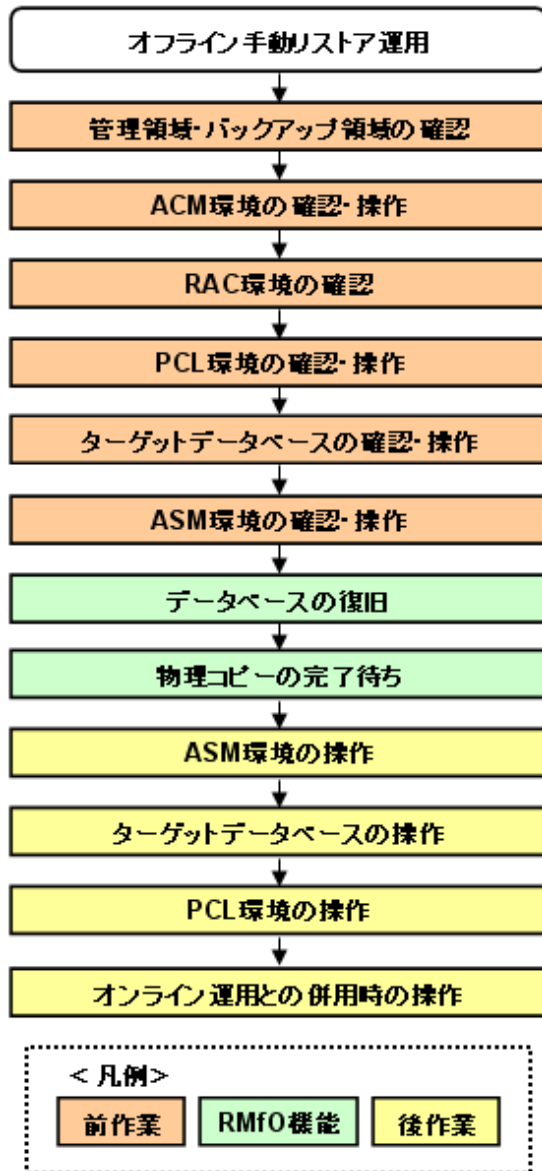 オフライン手動リストア運用
管理領域・バックアップ領域の確認
ACM環境の確認・操作
RAC環境の確認
PCL環境の確認・操作
ターゲットデータベースの確認・操作
ASM環境の確認・操作
データベースの復旧
物理コピーの完了待ち
ASM環境の操作
ターゲットデータベースの操作
PCL環境の操作
オンライン運用との併用時の操作
＜凡例＞
前作業 RMfO機能 後作業